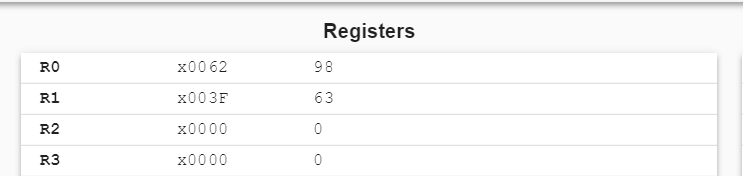 Registers
R0 x0062 98
R1 x003F 63
R2 x0000 0
R3 x0000 0